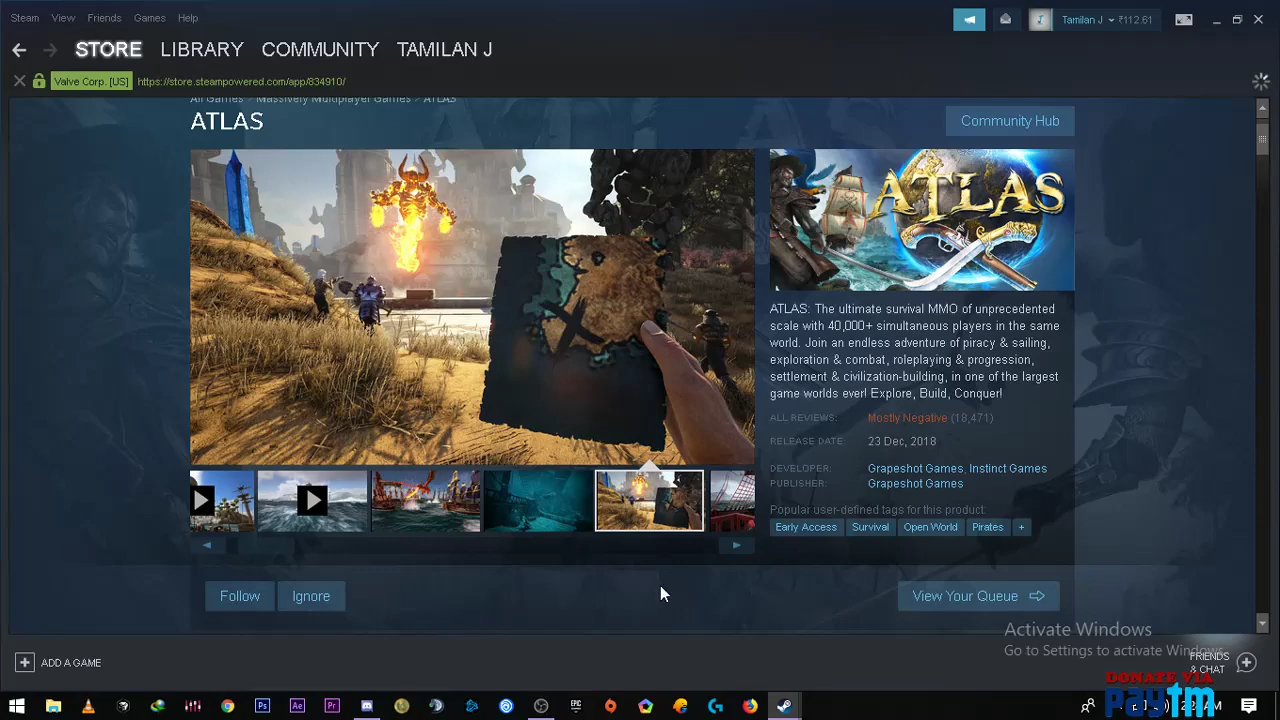 Steam View Friends Games Help
Tamilan J ₹112.61
STORE LIBRARY COMMUNITY TAMILAN J
Valve Corp. [US] https://store.steampowered.com/app/834910/
All Games > Massively Multiplayer Games > ATLAS
ATLAS
Community Hub
ATLAS
ATLAS: The ultimate survival MMO of unprecedented
scale with 40,000+ simultaneous players in the same
world. Join an endless adventure of piracy & sailing,
exploration & combat, roleplaying & progression,
settlement & civilization-building, in one of the largest
game worlds ever! Explore, Build, Conquer!
ALL REVIEWS: Mostly Negative (18,471)
RELEASE DATE: 23 Dec, 2018
DEVELOPER: Grapeshot Games, Instinct Games
PUBLISHER: Grapeshot Games
Popular user-defined tags for this product:
Early Access Survival Open World Pirates +
Follow Ignore View Your Queue
Activate Windows
Go to Settings to activate Windows.
ADD A GAME
FRIENDS
& CHAT
DONATE VIA
paytm
Ps Ae Pr EPIC